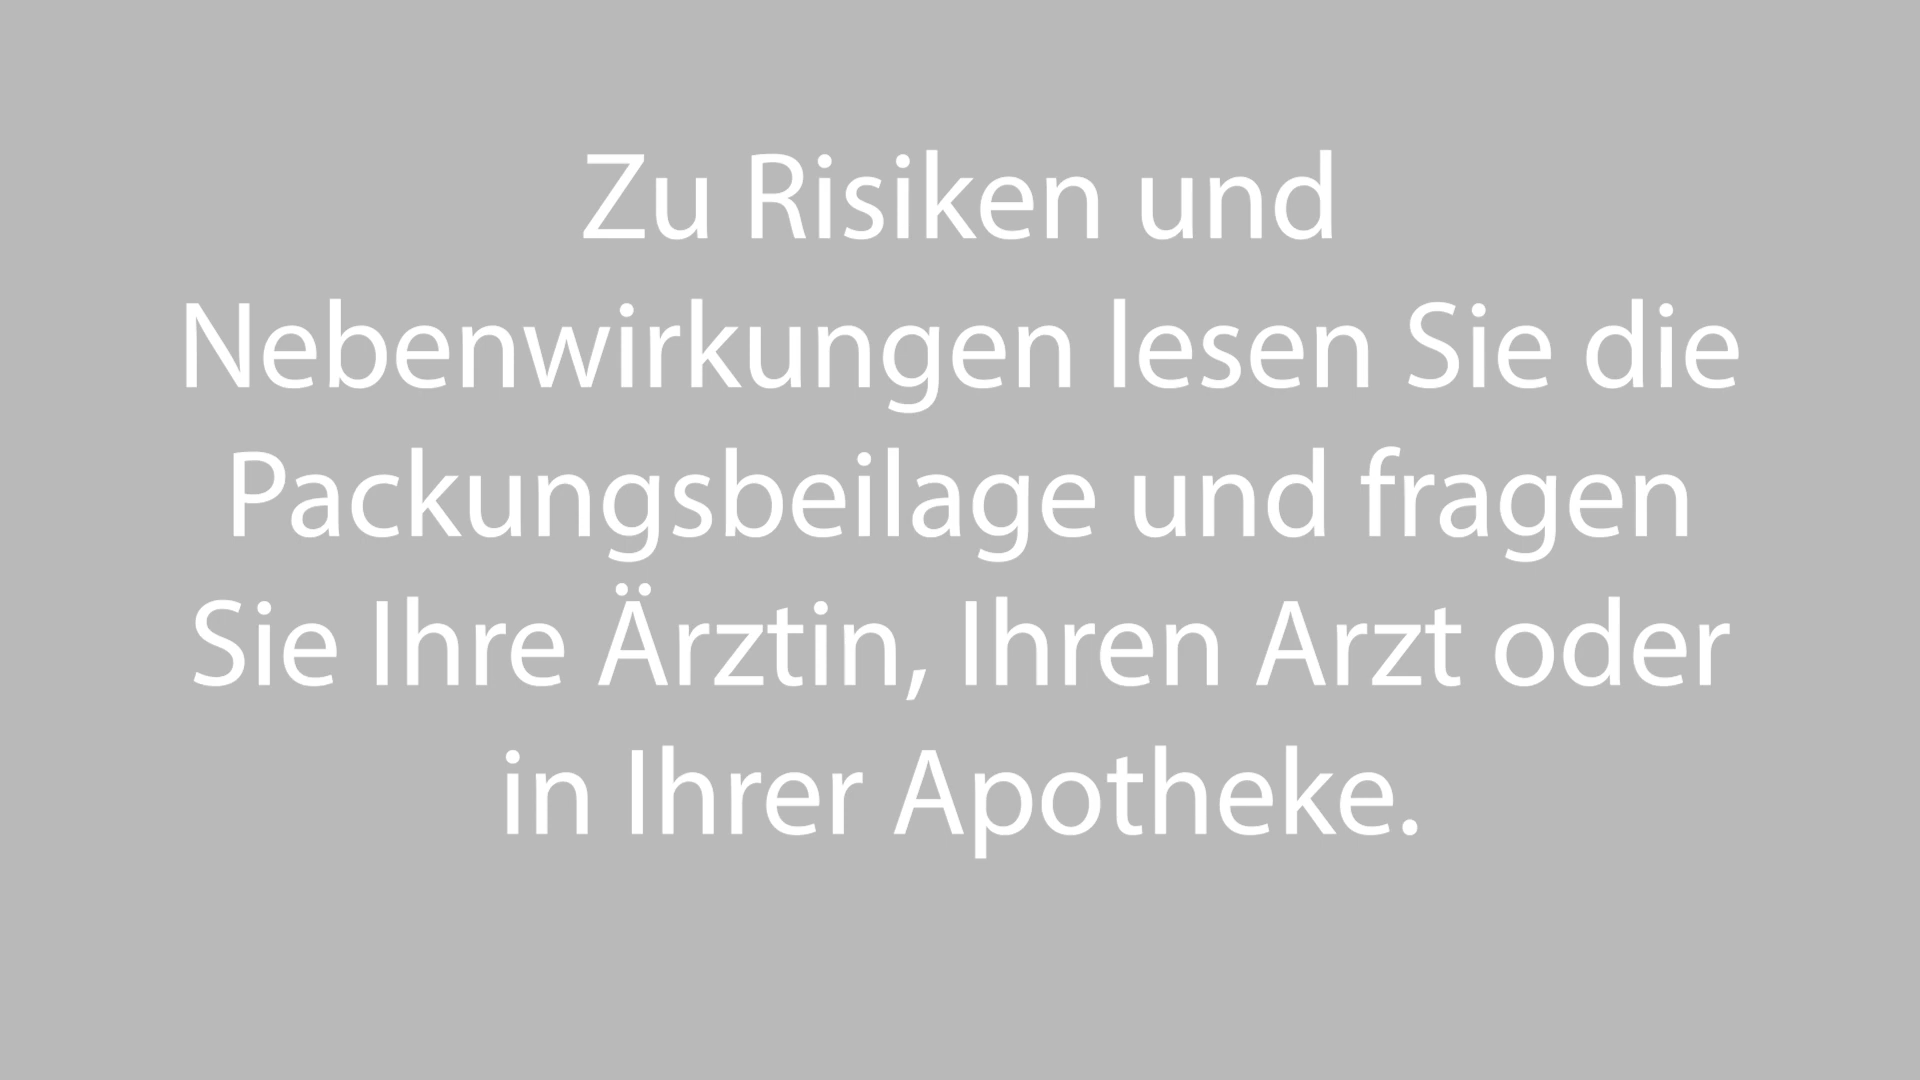 Zu Risiken und
Nebenwirkungen lesen Sie die
Packungsbeilage und fragen
Sie Ihre Ärztin, Ihren Arzt oder
in Ihrer Apotheke.